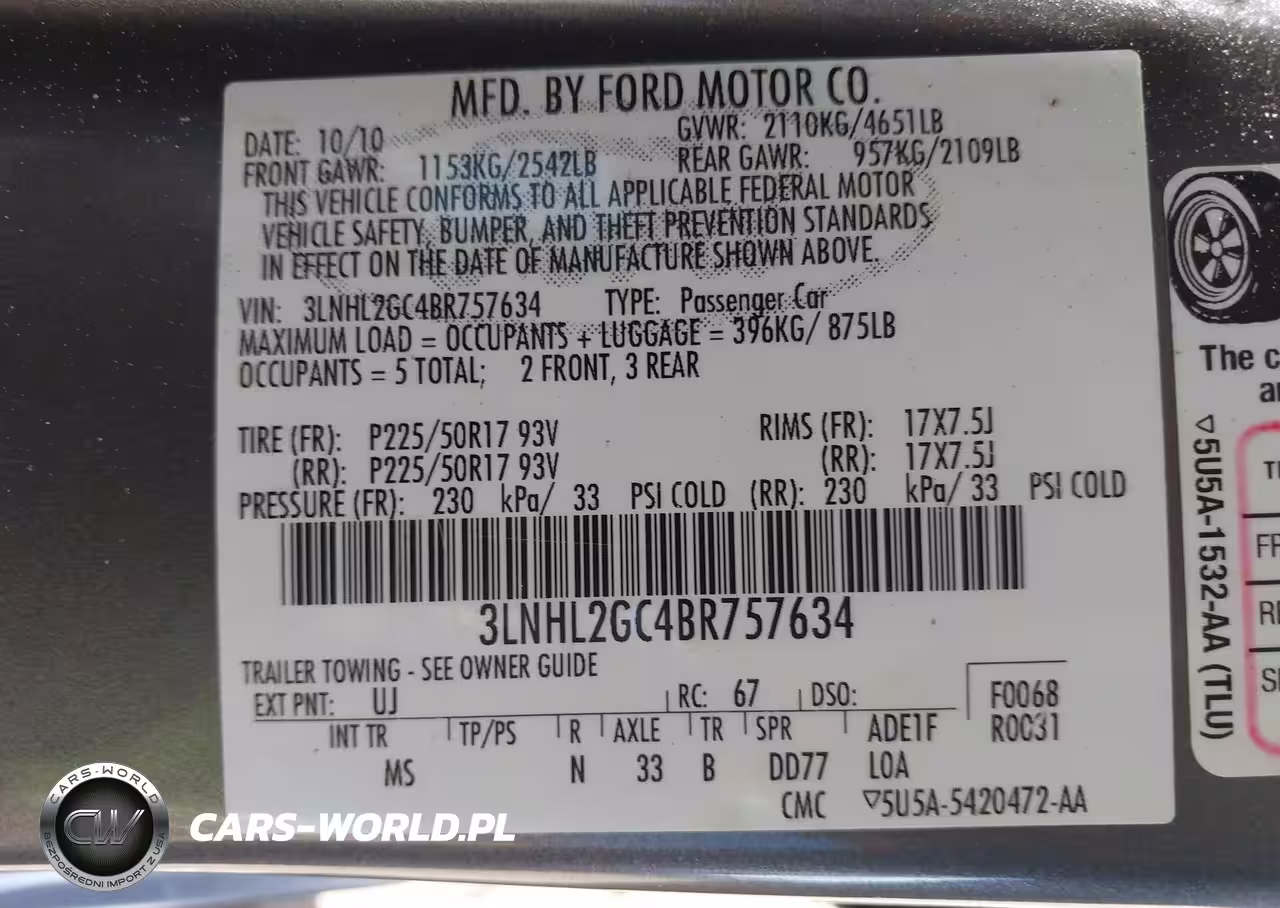 MFD. BY FORD MOTOR CO.
DATE: 10/10 GVWR: 2110KG/4651LB
FRONT GAWR: 1153KG/2542LB REAR GAWR: 957KG/2109LB
THIS VEHICLE CONFORMS TO ALL APPLICABLE FEDERAL MOTOR
VEHICLE SAFETY, BUMPER, AND THEFT PREVENTION STANDARDS
IN EFFECT ON THE DATE OF MANUFACTURE SHOWN ABOVE.
VIN: 3LNHL2GC4BR757634 TYPE: Passenger Car
MAXIMUM LOAD = OCCUPANTS + LUGGAGE = 396KG/ 875LB
OCCUPANTS = 5 TOTAL; 2 FRONT, 3 REAR
TIRE (FR): P225/50R17 93V RIMS (FR): 17X7.5J
(RR): P225/50R17 93V (RR): 17X7.5J
PRESSURE (FR): 230 kPa/ 33 PSI COLD (RR): 230 kPa/ 33 PSI COLD
3LNHL2GC4BR757634
TRAILER TOWING - SEE OWNER GUIDE
EXT PNT: UJ RC: 67 DSO: F0068
INT TR TP/PS R AXLE TR SPR ADE1F R0C31
MS N 33 B DD77 LOA
CMC ▽5U5A-5420472-AA
The c
a
▽5U5A-1532-AA (TLU)
FR
CARS-WORLD
CW
BEZPOŚREDNI IMPORT Z USA
CARS-WORLD.PL